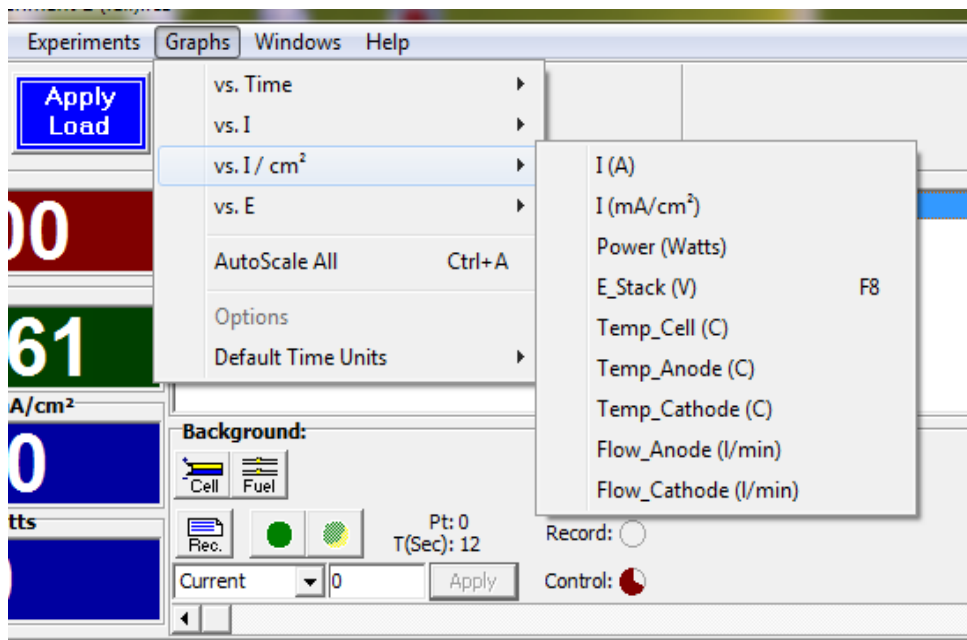 Experiments Graphs Windows Help
Apply
Load
vs. Time
vs. I
vs. I / cm²
vs. E
AutoScale All Ctrl+A
Options
Default Time Units
I (A)
I (mA/cm²)
Power (Watts)
E_Stack (V) F8
Temp_Cell (C)
Temp_Anode (C)
Temp_Cathode (C)
Flow_Anode (l/min)
Flow_Cathode (l/min)
00
61
A/cm²
0
tts
Background:
Cell Fuel
Rec.
Pt: 0
T(Sec): 12
Record:
Current 0 Apply Control: